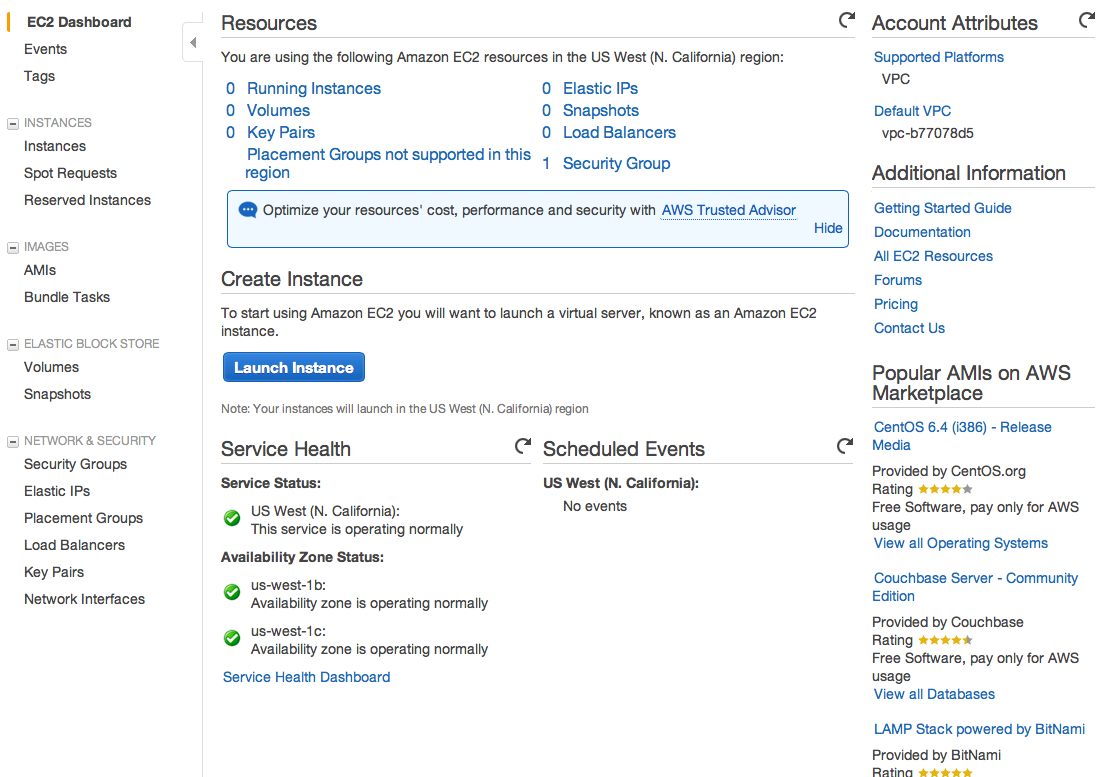 EC2 Dashboard
Events
Tags
INSTANCES
Instances
Spot Requests
Reserved Instances
IMAGES
AMIs
Bundle Tasks
ELASTIC BLOCK STORE
Volumes
Snapshots
NETWORK & SECURITY
Security Groups
Elastic IPs
Placement Groups
Load Balancers
Key Pairs
Network Interfaces
Resources
You are using the following Amazon EC2 resources in the US West (N. California) region:
0 Running Instances
0 Volumes
0 Key Pairs
Placement Groups not supported in this
region
0 Elastic IPs
0 Snapshots
0 Load Balancers
1 Security Group
Optimize your resources' cost, performance and security with AWS Trusted Advisor
Hide
Create Instance
To start using Amazon EC2 you will want to launch a virtual server, known as an Amazon EC2
instance.
Launch Instance
Note: Your instances will launch in the US West (N. California) region
Service Health
Service Status:
US West (N. California):
This service is operating normally
Availability Zone Status:
us-west-1b:
Availability zone is operating normally
us-west-1c:
Availability zone is operating normally
Service Health Dashboard
Scheduled Events
US West (N. California):
No events
Account Attributes
Supported Platforms
VPC
Default VPC
vpc-b77078d5
Additional Information
Getting Started Guide
Documentation
All EC2 Resources
Forums
Pricing
Contact Us
Popular AMIs on AWS
Marketplace
CentOS 6.4 (i386) - Release
Media
Provided by CentOS.org
Rating
Free Software, pay only for AWS
usage
View all Operating Systems
Couchbase Server - Community
Edition
Provided by Couchbase
Rating
Free Software, pay only for AWS
usage
View all Databases
LAMP Stack powered by BitNami
Provided by BitNami
Rating